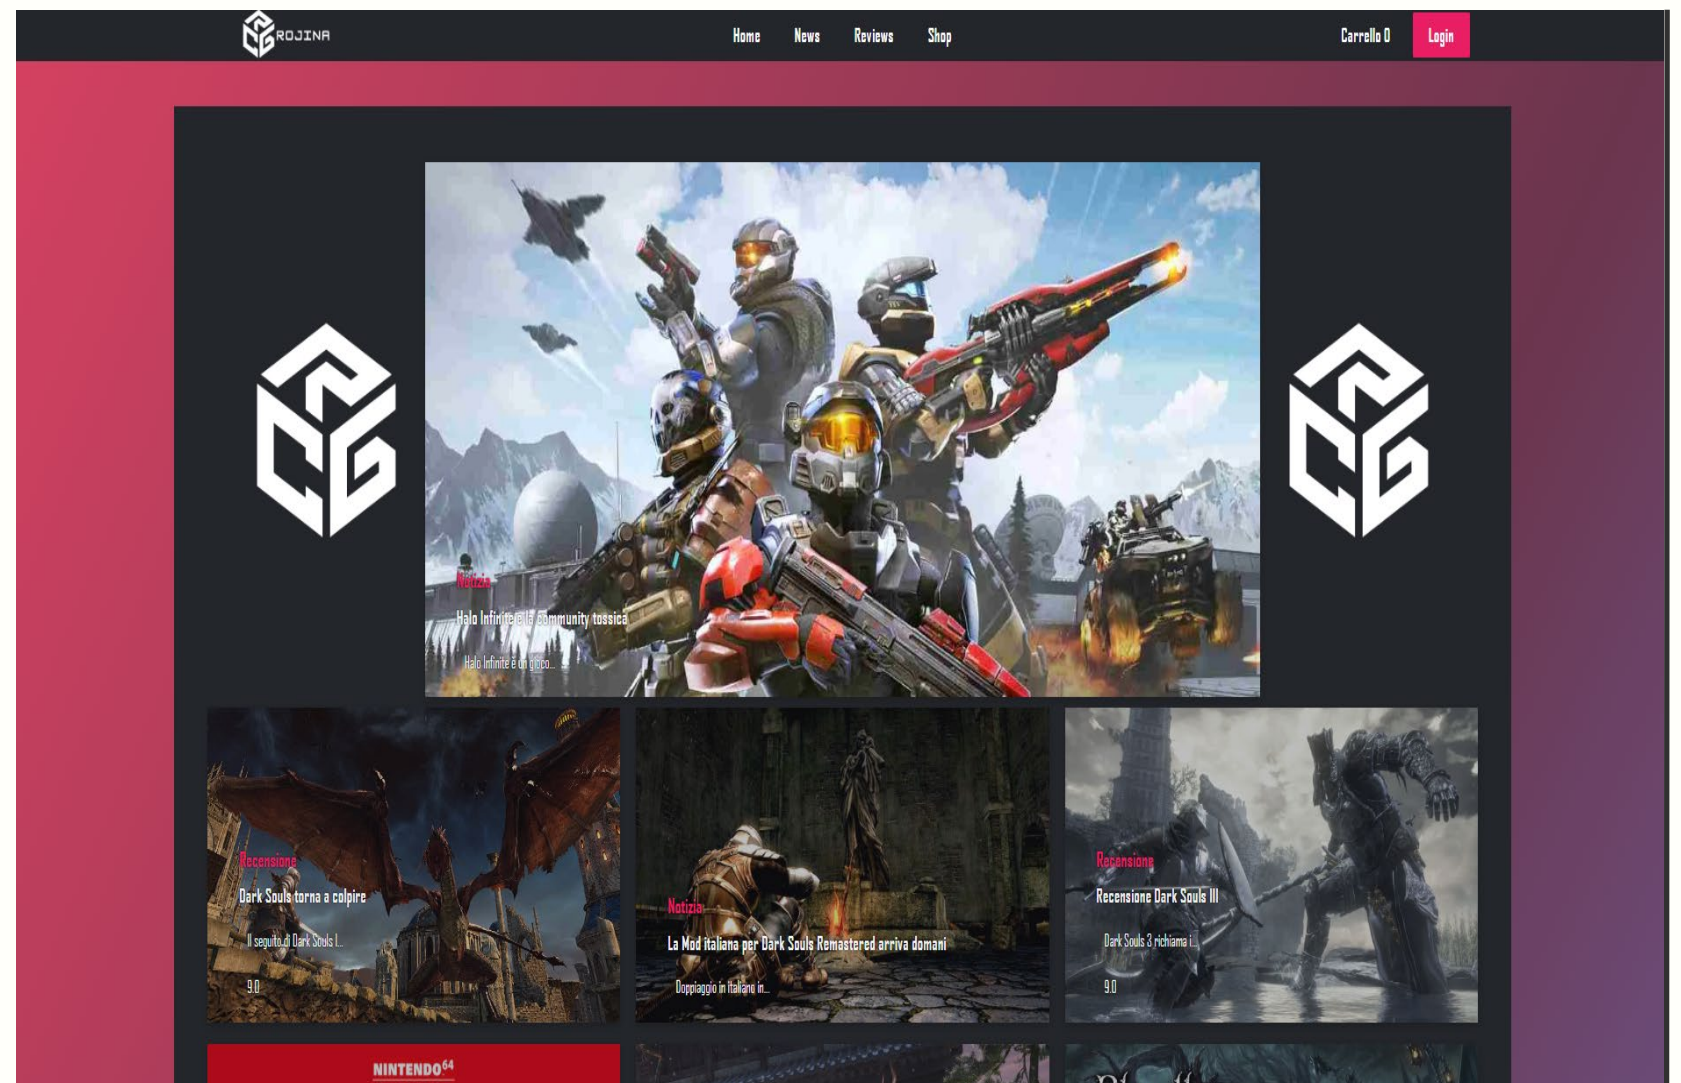 ROJINA
Home News Reviews Shop
Carrello 0 Login
Notizia
Halo Infinite e la community tossica
Halo Infinite è un gioco...
Recensione
Dark Souls torna a colpire
Il seguito di Dark Souls I...
9.0
Notizia
La Mod italiana per Dark Souls Remastered arriva domani
Doppiaggio in Italiano in...
Recensione
Recensione Dark Souls III
Dark Souls 3 richiama i...
9.0
NINTENDO64